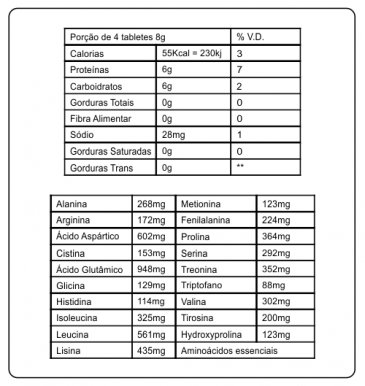 Porção de 4 tabletes 8g % V.D.
Calorias 55Kcal = 230kj 3
Proteínas 6g 7
Carboidratos 6g 2
Gorduras Totais 0g 0
Fibra Alimentar 0g 0
Sódio 28mg 1
Gorduras Saturadas 0g 0
Gorduras Trans 0g **
Alanina 268mg Metionina 123mg
Arginina 172mg Fenilalanina 224mg
Ácido Aspártico 602mg Prolina 364mg
Cistina 153mg Serina 292mg
Ácido Glutâmico 948mg Treonina 352mg
Glicina 129mg Triptofano 88mg
Histidina 114mg Valina 302mg
Isoleucina 325mg Tirosina 200mg
Leucina 561mg Hydroxyprolina 123mg
Lisina 435mg Aminoácidos essenciais